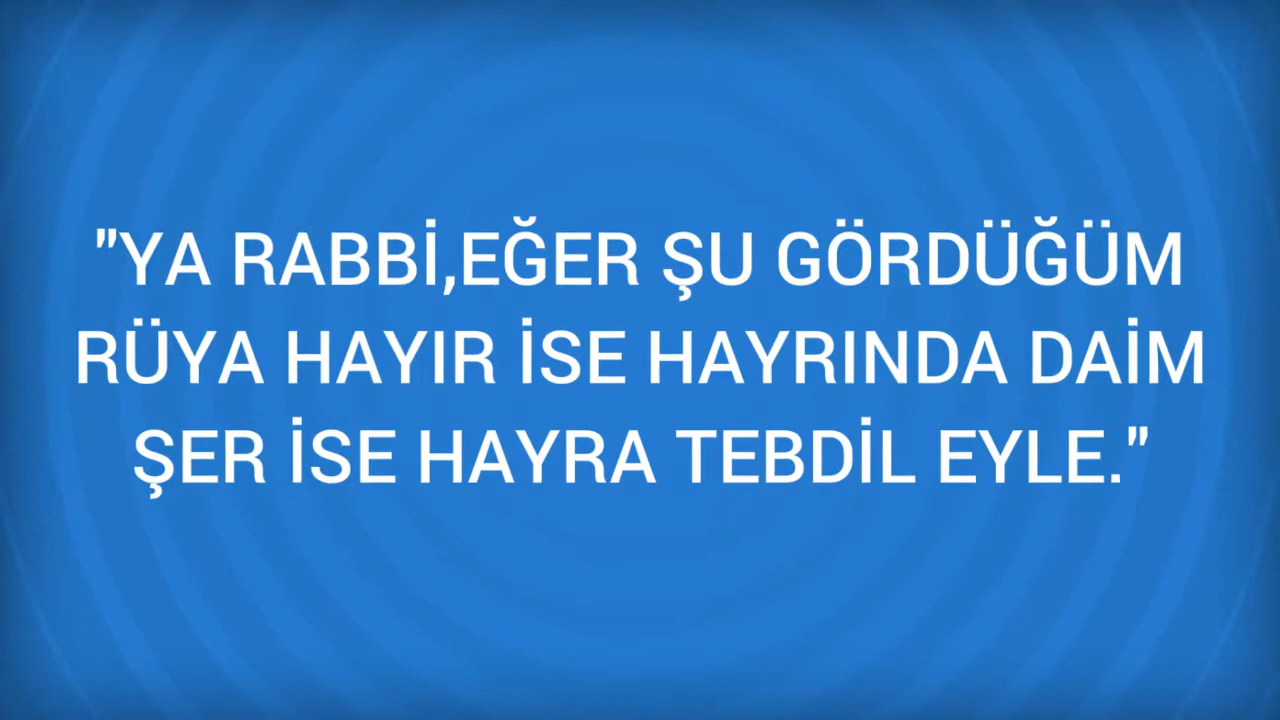 "YA RABBİ,EĞER ŞU GÖRDÜĞÜM
RÜYA HAYIR İSE HAYRINDA DAİM
ŞER İSE HAYRA TEBDİL EYLE."